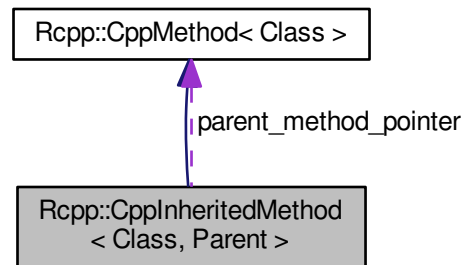 Rcpp::CppMethod< Class >
parent_method_pointer
Rcpp::CppInheritedMethod
< Class, Parent >